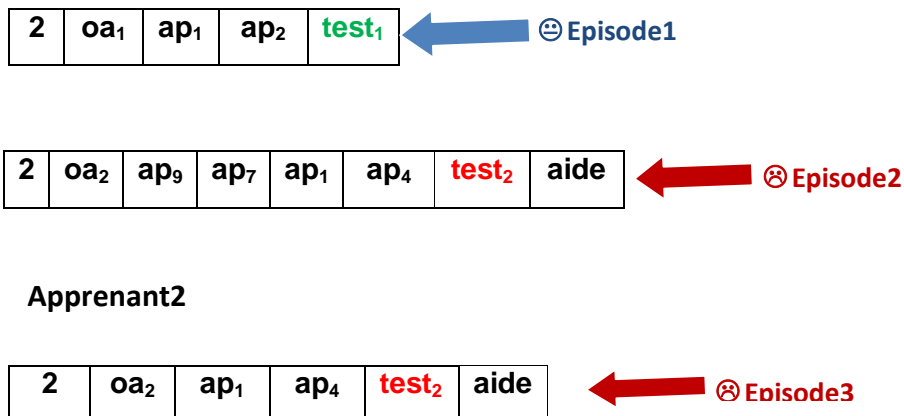 2 oa₁ ap₁ ap₂ test₁ 😐 Episode1
2 oa₂ ap₉ ap₇ ap₁ ap₄ test₂ aide ☹ Episode2
Apprenant2
2 oa₂ ap₁ ap₄ test₂ aide ☹ Episode3